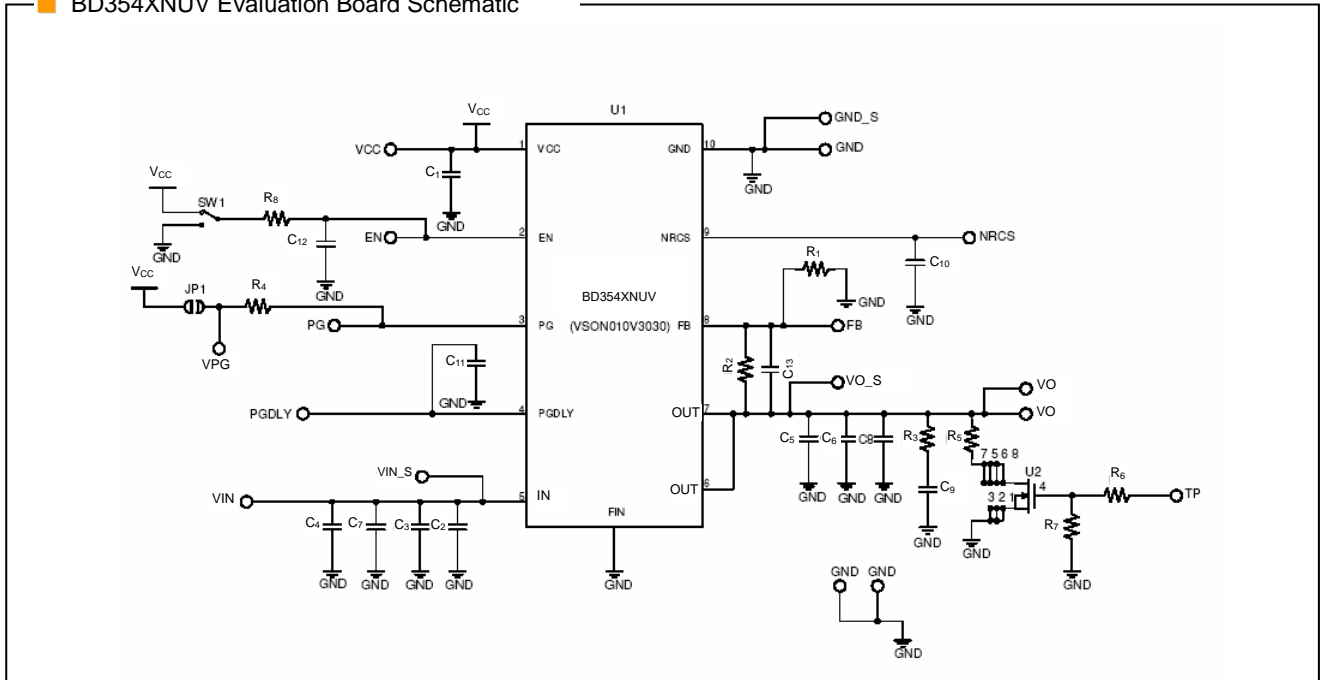 BD354XNUV Evaluation Board Schematic
U1
VCC
GND_S
VCC
1
VCC
GND
10
GND
C1
GND
GND
VCC
SW1
R8
EN
2
EN
NRCS
9
NRCS
C12
GND
GND
C10
GND
R1
GND
VCC
JP1
R4
BD354XNUV
PG
3
PG
(VSON010V3030)
FB
8
FB
VPG
C11
GND
R2
C13
VO_S
VO
PGDLY
4
PGDLY
OUT
7
VO
C5
C6
C8
R3
R5
7 5 6 8
U2
4
R6
TP
3 2 1
R7
VIN_S
OUT
6
C9
GND
GND
GND
GND
GND
GND
VIN
5
IN
FIN
C4
C7
C3
C2
GND
GND
GND
GND
GND
GND
GND
GND